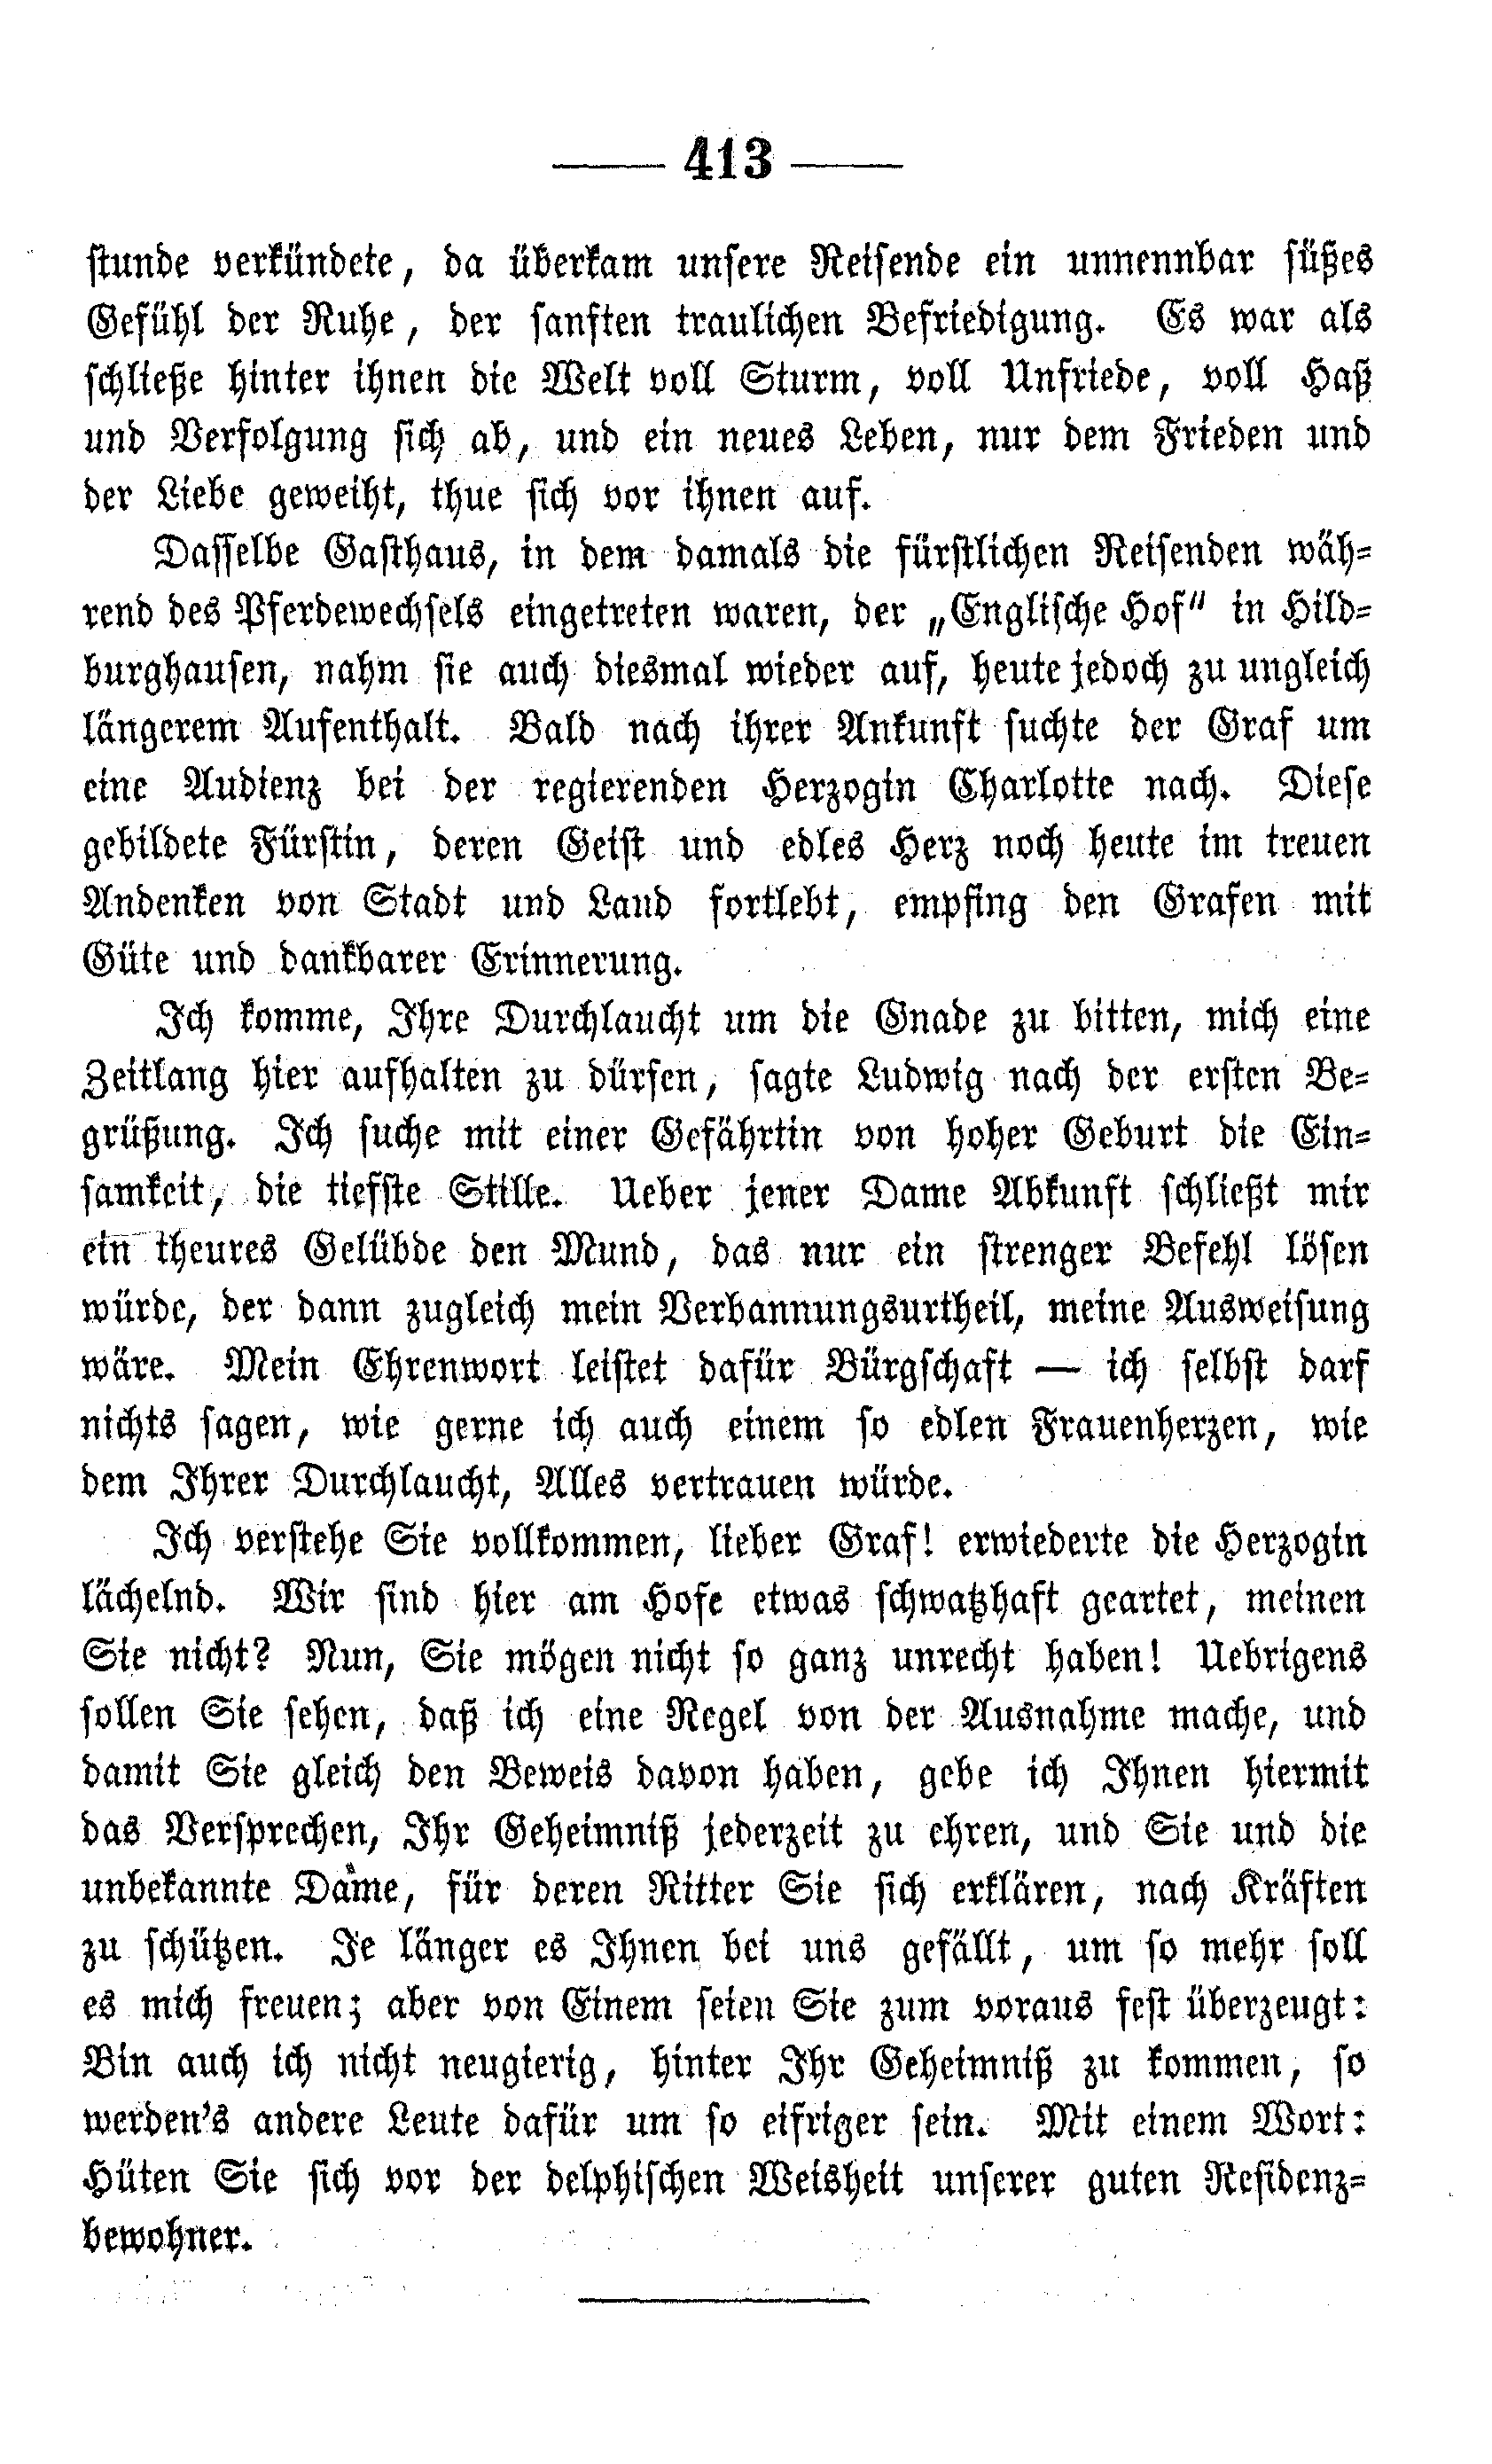 — 413 —
stunde verkündete, da überkam unsere Reisende ein unnennbar süßes
Gefühl der Ruhe, der sanften traulichen Befriedigung. Es war als
schließe hinter ihnen die Welt voll Sturm, voll Unfriede, voll Haß
und Verfolgung sich ab, und ein neues Leben, nur dem Frieden und
der Liebe geweiht, thue sich vor ihnen auf.
Dasselbe Gasthaus, in dem damals die fürstlichen Reisenden wäh-
rend des Pferdewechsels eingetreten waren, der „Englische Hof" in Hild-
burghausen, nahm sie auch diesmal wieder auf, heute jedoch zu ungleich
längerem Aufenthalt. Bald nach ihrer Ankunft suchte der Graf um
eine Audienz bei der regierenden Herzogin Charlotte nach. Diese
gebildete Fürstin, deren Geist und edles Herz noch heute im treuen
Andenken von Stadt und Land fortlebt, empfing den Grafen mit
Güte und dankbarer Erinnerung.
Ich komme, Ihre Durchlaucht um die Gnade zu bitten, mich eine
Zeitlang hier aufhalten zu dürfen, sagte Ludwig nach der ersten Be-
grüßung. Ich suche mit einer Gefährtin von hoher Geburt die Ein-
samkeit, die tiefste Stille. Ueber jener Dame Abkunft schließt mir
ein theures Gelübde den Mund, das nur ein strenger Befehl lösen
würde, der dann zugleich mein Verbannungsurtheil, meine Ausweisung
wäre. Mein Ehrenwort leistet dafür Bürgschaft — ich selbst darf
nichts sagen, wie gerne ich auch einem so edlen Frauenherzen, wie
dem Ihrer Durchlaucht, Alles vertrauen würde.
Ich verstehe Sie vollkommen, lieber Graf! erwiederte die Herzogin
lächelnd. Wir sind hier am Hofe etwas schwatzhaft geartet, meinen
Sie nicht? Nun, Sie mögen nicht so ganz unrecht haben! Uebrigens
sollen Sie sehen, daß ich eine Regel von der Ausnahme mache, und
damit Sie gleich den Beweis davon haben, gebe ich Ihnen hiermit
das Versprechen, Ihr Geheimniß jederzeit zu ehren, und Sie und die
unbekannte Dame, für deren Ritter Sie sich erklären, nach Kräften
zu schützen. Je länger es Ihnen bei uns gefällt, um so mehr soll
es mich freuen; aber von Einem seien Sie zum voraus fest überzeugt:
Bin auch ich nicht neugierig, hinter Ihr Geheimniß zu kommen, so
werden's andere Leute dafür um so eifriger sein. Mit einem Wort:
Hüten Sie sich vor der delphischen Weisheit unserer guten Residenz-
bewohner.